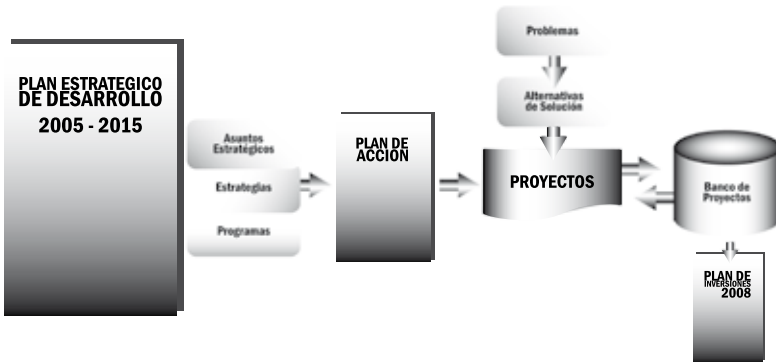 PLAN ESTRATEGICO
DE DESARROLLO
2005 - 2015
Asuntos
Estratégicos
Estrategias
Programas
PLAN DE
ACCION
Problemas
Alternativas
de Solución
PROYECTOS
Banco de
Proyectos
PLAN DE
INVERSIONES
2008